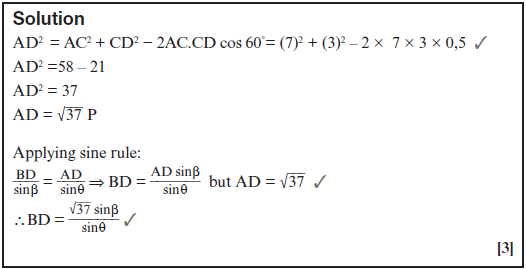 Solution
AD² = AC² + CD² − 2AC.CD cos 60°= (7)² + (3)² – 2 × 7 × 3 × 0,5 ✓
AD² =58 – 21
AD² = 37
AD = √37 P
Applying sine rule:
BD/sinβ = AD/sinθ ⇒ BD = AD sinβ/sinθ but AD = √37 ✓
∴BD = √37 sinβ/sinθ ✓
[3]